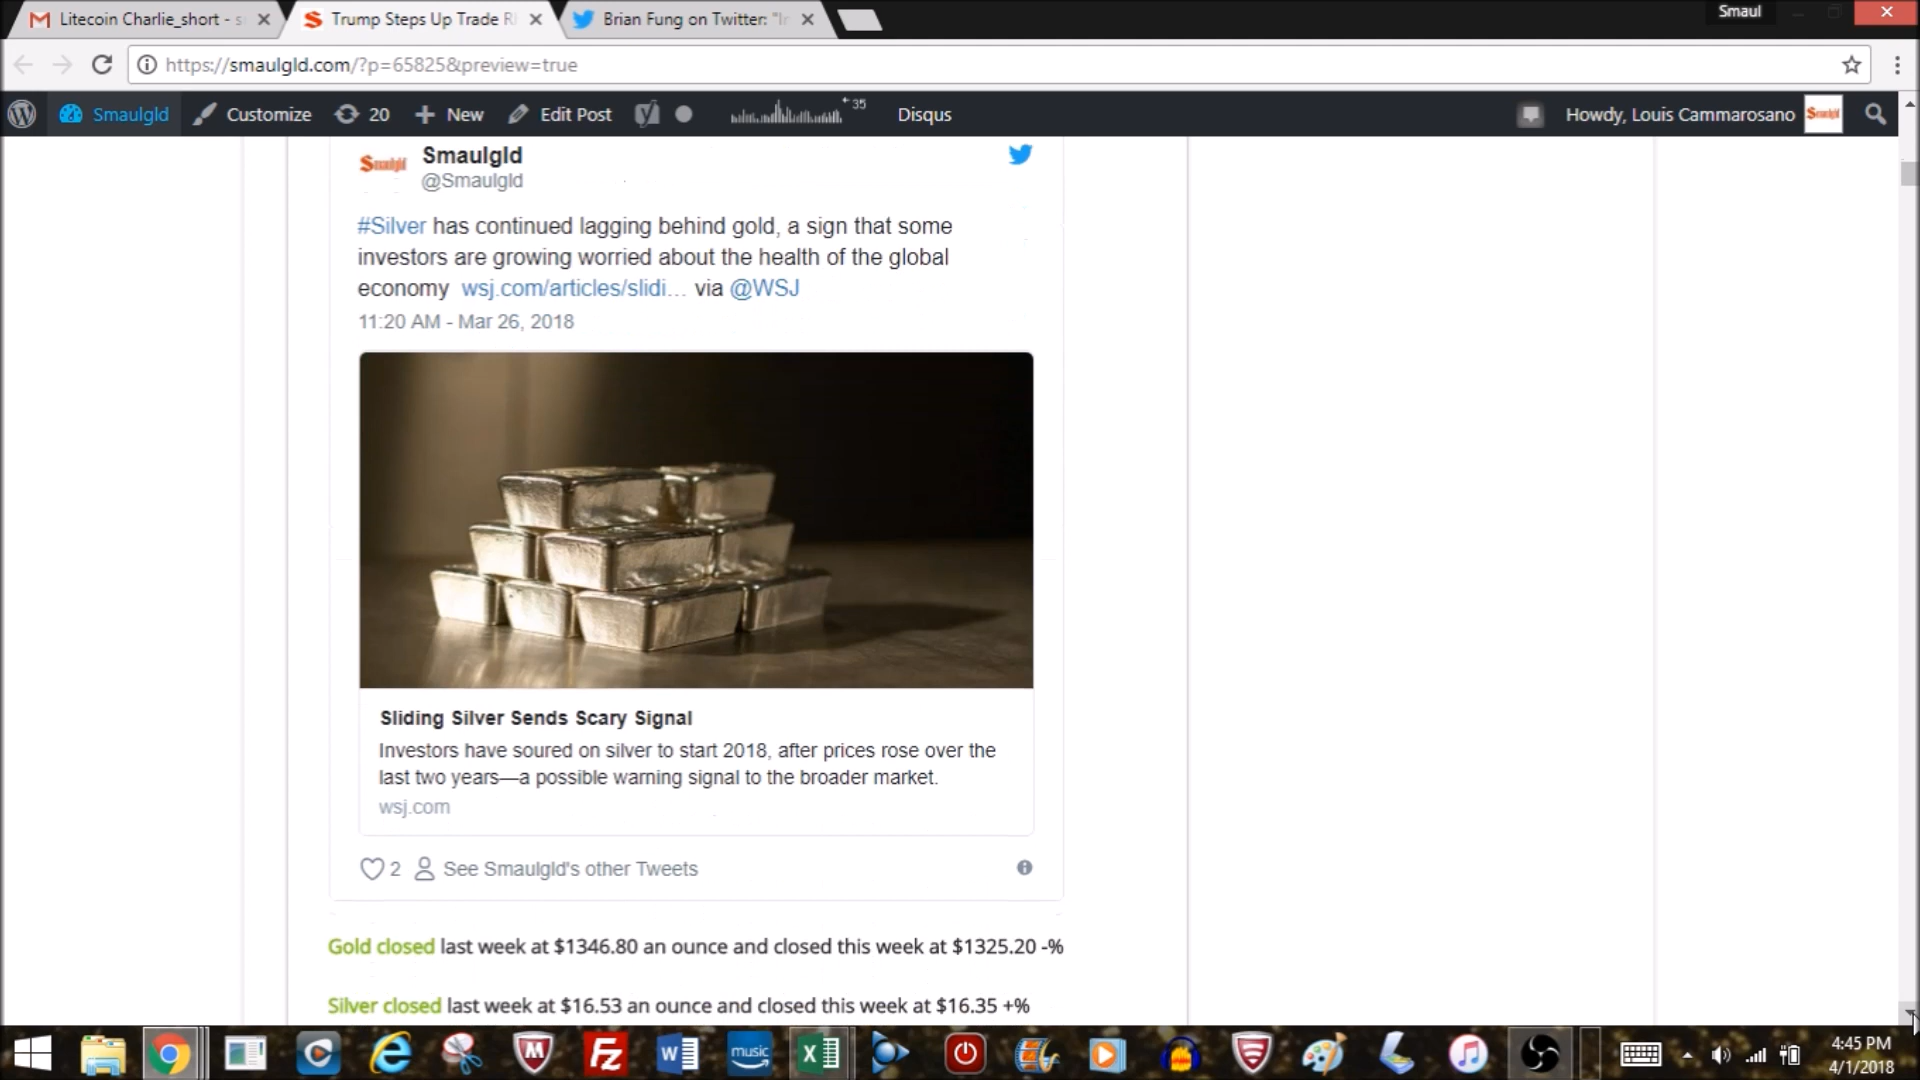 Litecoin Charlie_short - s
Trump Steps Up Trade R
Brian Fung on Twitter: "In
Smaul
https://smaulgld.com/?p=65825&preview=true
Smaulgld
Customize
20
New
Edit Post
35
Disqus
Howdy, Louis Cammarosano
Smaulgld
Smaulgld
Smaulgld
@Smaulgld
#Silver has continued lagging behind gold, a sign that some
investors are growing worried about the health of the global
economy wsj.com/articles/slidi… via @WSJ
11:20 AM - Mar 26, 2018
Sliding Silver Sends Scary Signal
Investors have soured on silver to start 2018, after prices rose over the
last two years—a possible warning signal to the broader market.
wsj.com
2
See Smaulgld's other Tweets
Gold closed last week at $1346.80 an ounce and closed this week at $1325.20 -%
Silver closed last week at $16.53 an ounce and closed this week at $16.35 +%
music
4:45 PM
4/1/2018